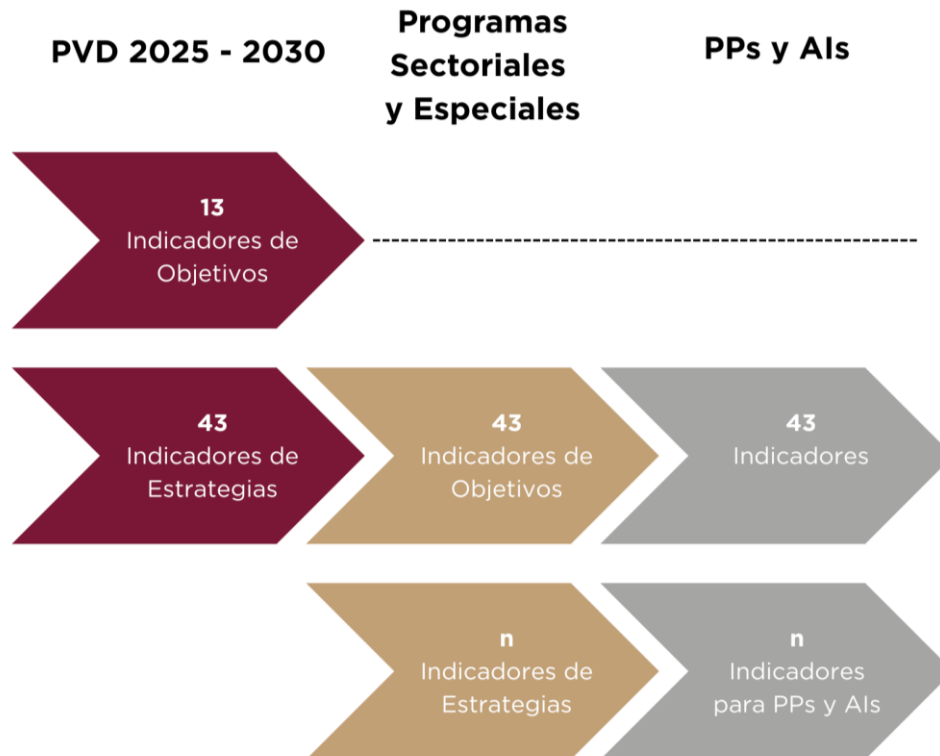 PVD 2025 - 2030
Programas
Sectoriales
y Especiales
PPs y AIs
13
Indicadores de
Objetivos
43
Indicadores de
Estrategias
43
Indicadores de
Objetivos
43
Indicadores
n
Indicadores de
Estrategias
n
Indicadores
para PPs y AIs